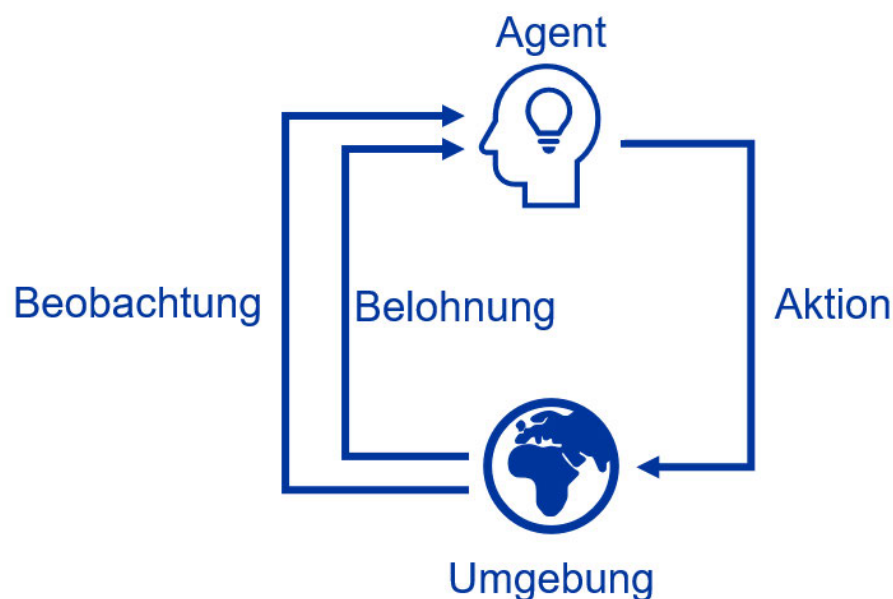 Agent
Beobachtung
Belohnung
Aktion
Umgebung